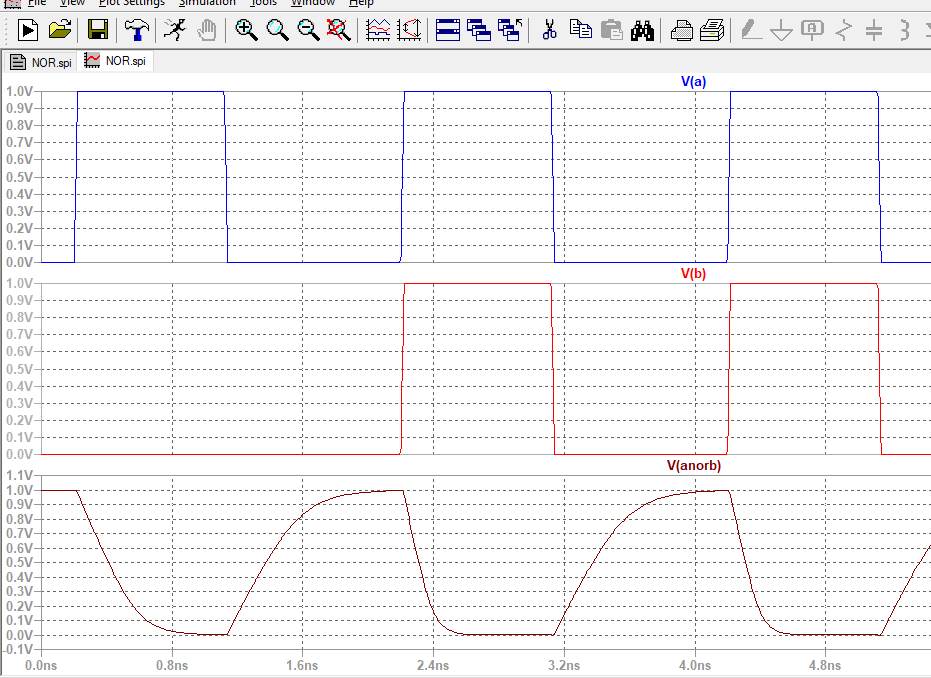 File View Plot Settings Simulation Tools Window Help
NOR.spi NOR.spi
V(a)
1.0V
0.9V
0.8V
0.7V
0.6V
0.5V
0.4V
0.3V
0.2V
0.1V
0.0V
V(b)
1.0V
0.9V
0.8V
0.7V
0.6V
0.5V
0.4V
0.3V
0.2V
0.1V
0.0V
V(anorb)
1.1V
1.0V
0.9V
0.8V
0.7V
0.6V
0.5V
0.4V
0.3V
0.2V
0.1V
0.0V
-0.1V
0.0ns 0.8ns 1.6ns 2.4ns 3.2ns 4.0ns 4.8ns